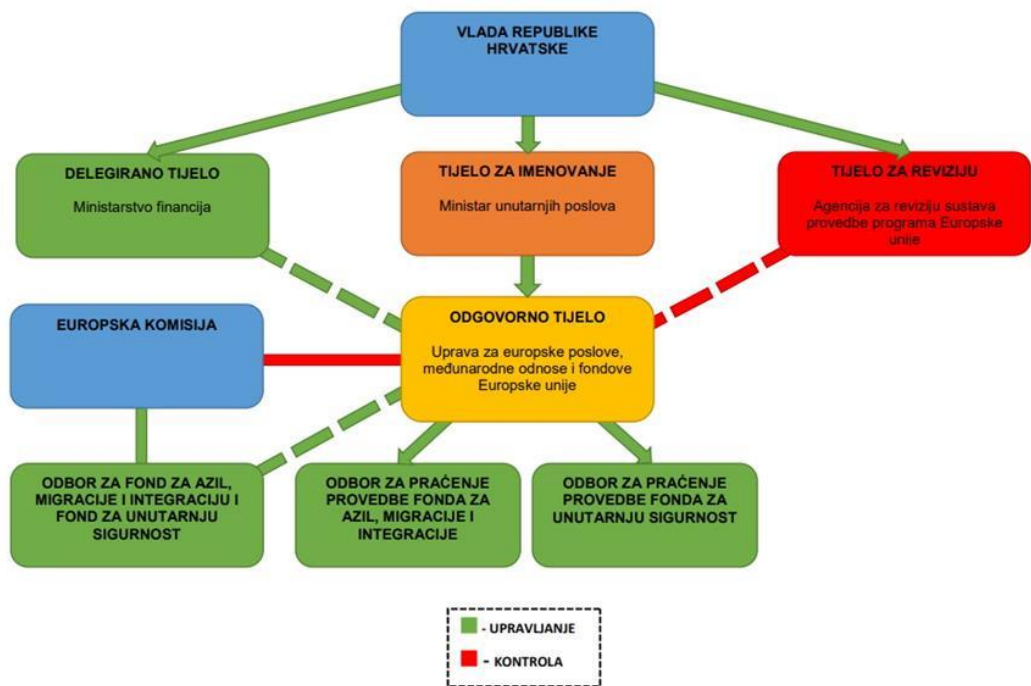 VLADA REPUBLIKE
HRVATSKE
DELEGIRANO TIJELO
Ministarstvo financija
TIJELO ZA IMENOVANJE
Ministar unutarnjih poslova
TIJELO ZA REVIZIJU
Agencija za reviziju sustava
provedbe programa Europske
unije
EUROPSKA KOMISIJA
ODGOVORNO TIJELO
Uprava za europske poslove,
međunarodne odnose i fondove
Europske unije
ODBOR ZA FOND ZA AZIL,
MIGRACIJE I INTEGRACIJU I
FOND ZA UNUTARNJU
SIGURNOST
ODBOR ZA PRAĆENJE
PROVEDBE FONDA ZA
AZIL, MIGRACIJE I
INTEGRACIJE
ODBOR ZA PRAĆENJE
PROVEDBE FONDA ZA
UNUTARNJU SIGURNOST
- UPRAVLJANJE
- KONTROLA